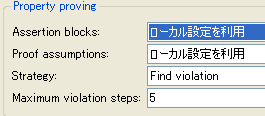 Property proving
Assertion blocks: ローカル設定を利用
Proof assumptions: ローカル設定を利用
Strategy: Find violation
Maximum violation steps: 5